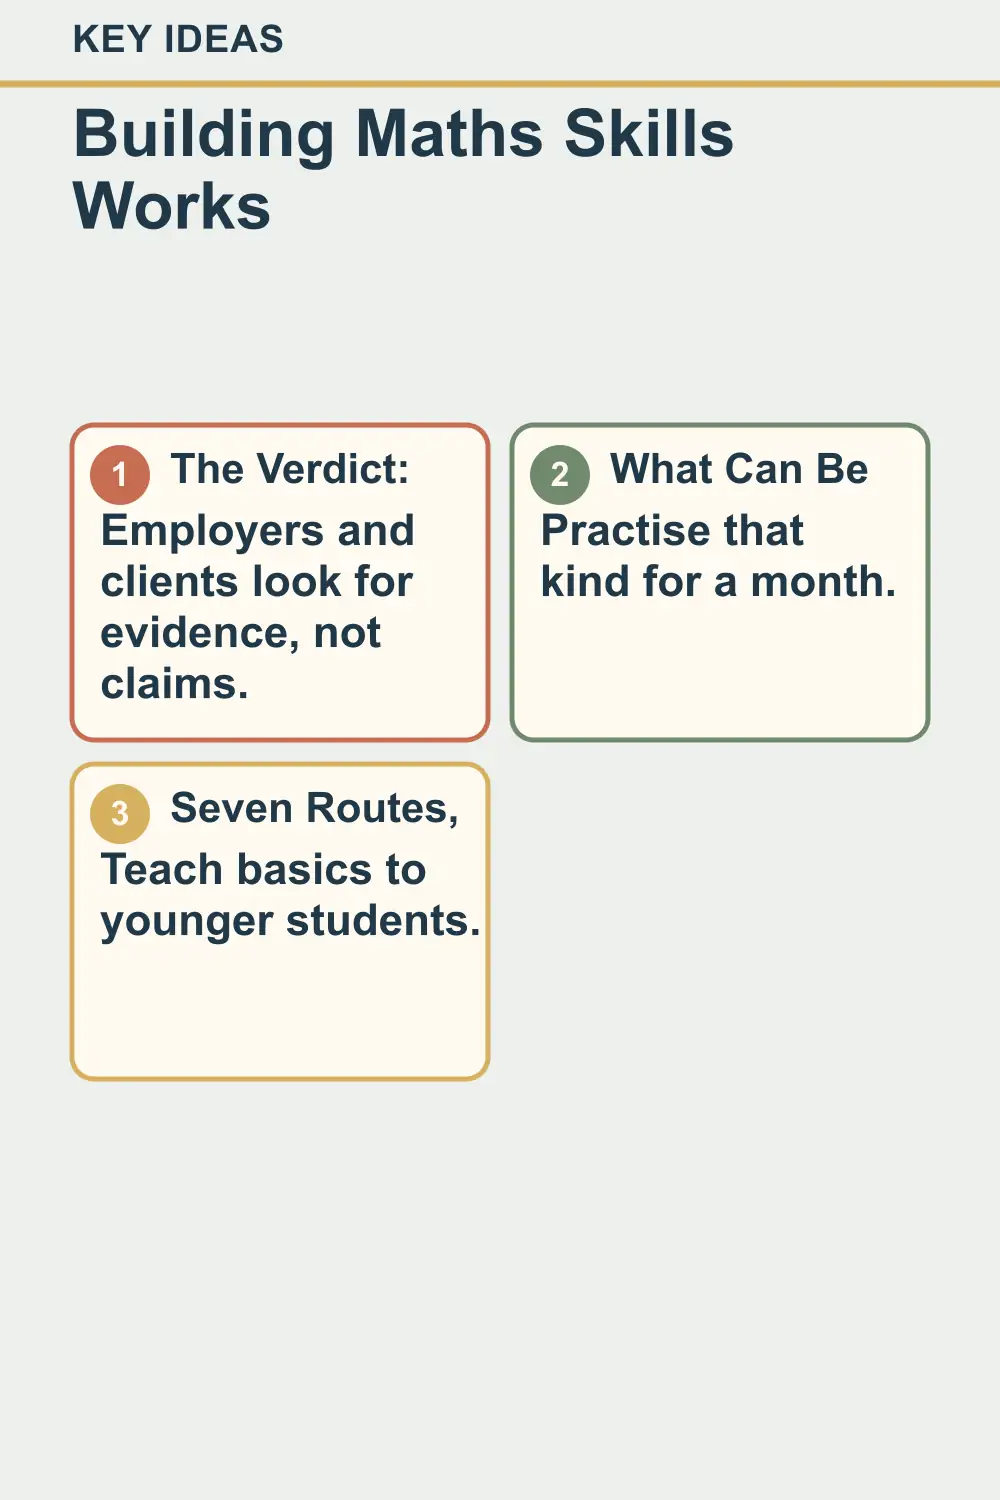 KEY IDEAS
Building Maths Skills
Works
1 The Verdict:
Employers and
clients look for
evidence, not
claims.
2 What Can Be
Practise that
kind for a month.
3 Seven Routes,
Teach basics to
younger students.